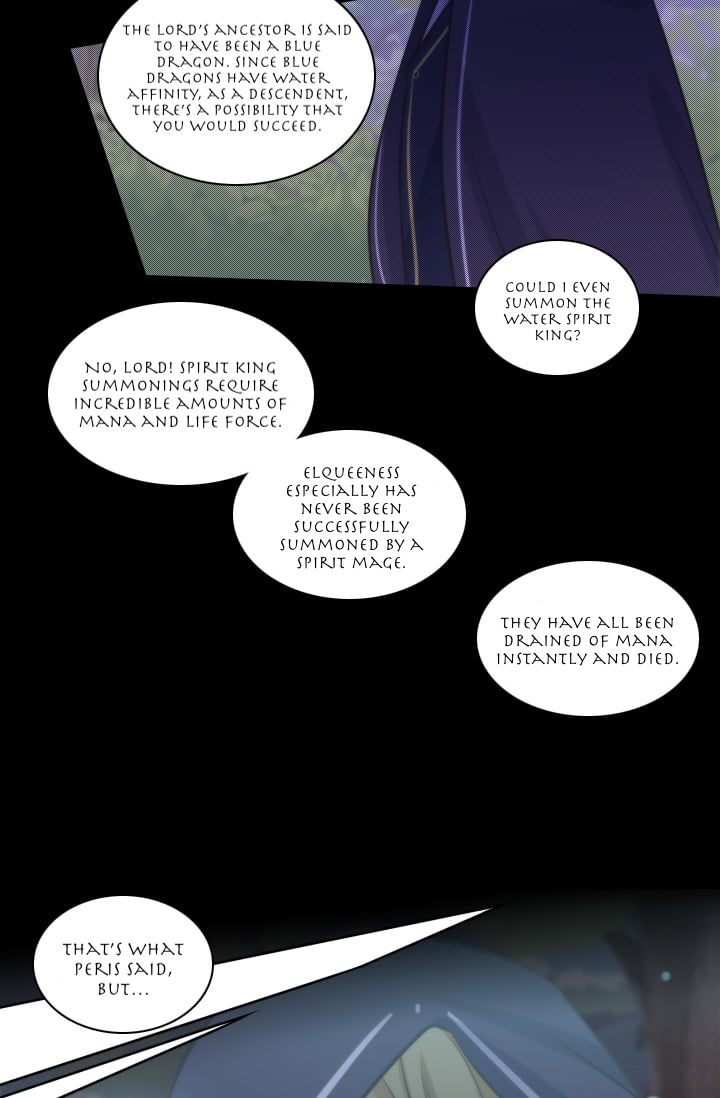 THE LORD'S ANCESTOR IS SAID
TO HAVE BEEN A BLUE
DRAGON. SINCE BLUE
DRAGONS HAVE WATER
AFFINITY, AS A DESCENDENT,
THERE'S A POSSIBILITY THAT
YOU WOULD SUCCEED.
COULD I EVEN
SUMMON THE
WATER SPIRIT
KING?
NO, LORD! SPIRIT KING
SUMMONINGS REQUIRE
INCREDIBLE AMOUNTS OF
MANA AND LIFE FORCE.
ELQUEENESS
ESPECIALLY HAS
NEVER BEEN
SUCCESSFULLY
SUMMONED BY A
SPIRIT MAGE.
THEY HAVE ALL BEEN
DRAINED OF MANA
INSTANTLY AND DIED.
THAT'S WHAT
PERIS SAID,
BUT...